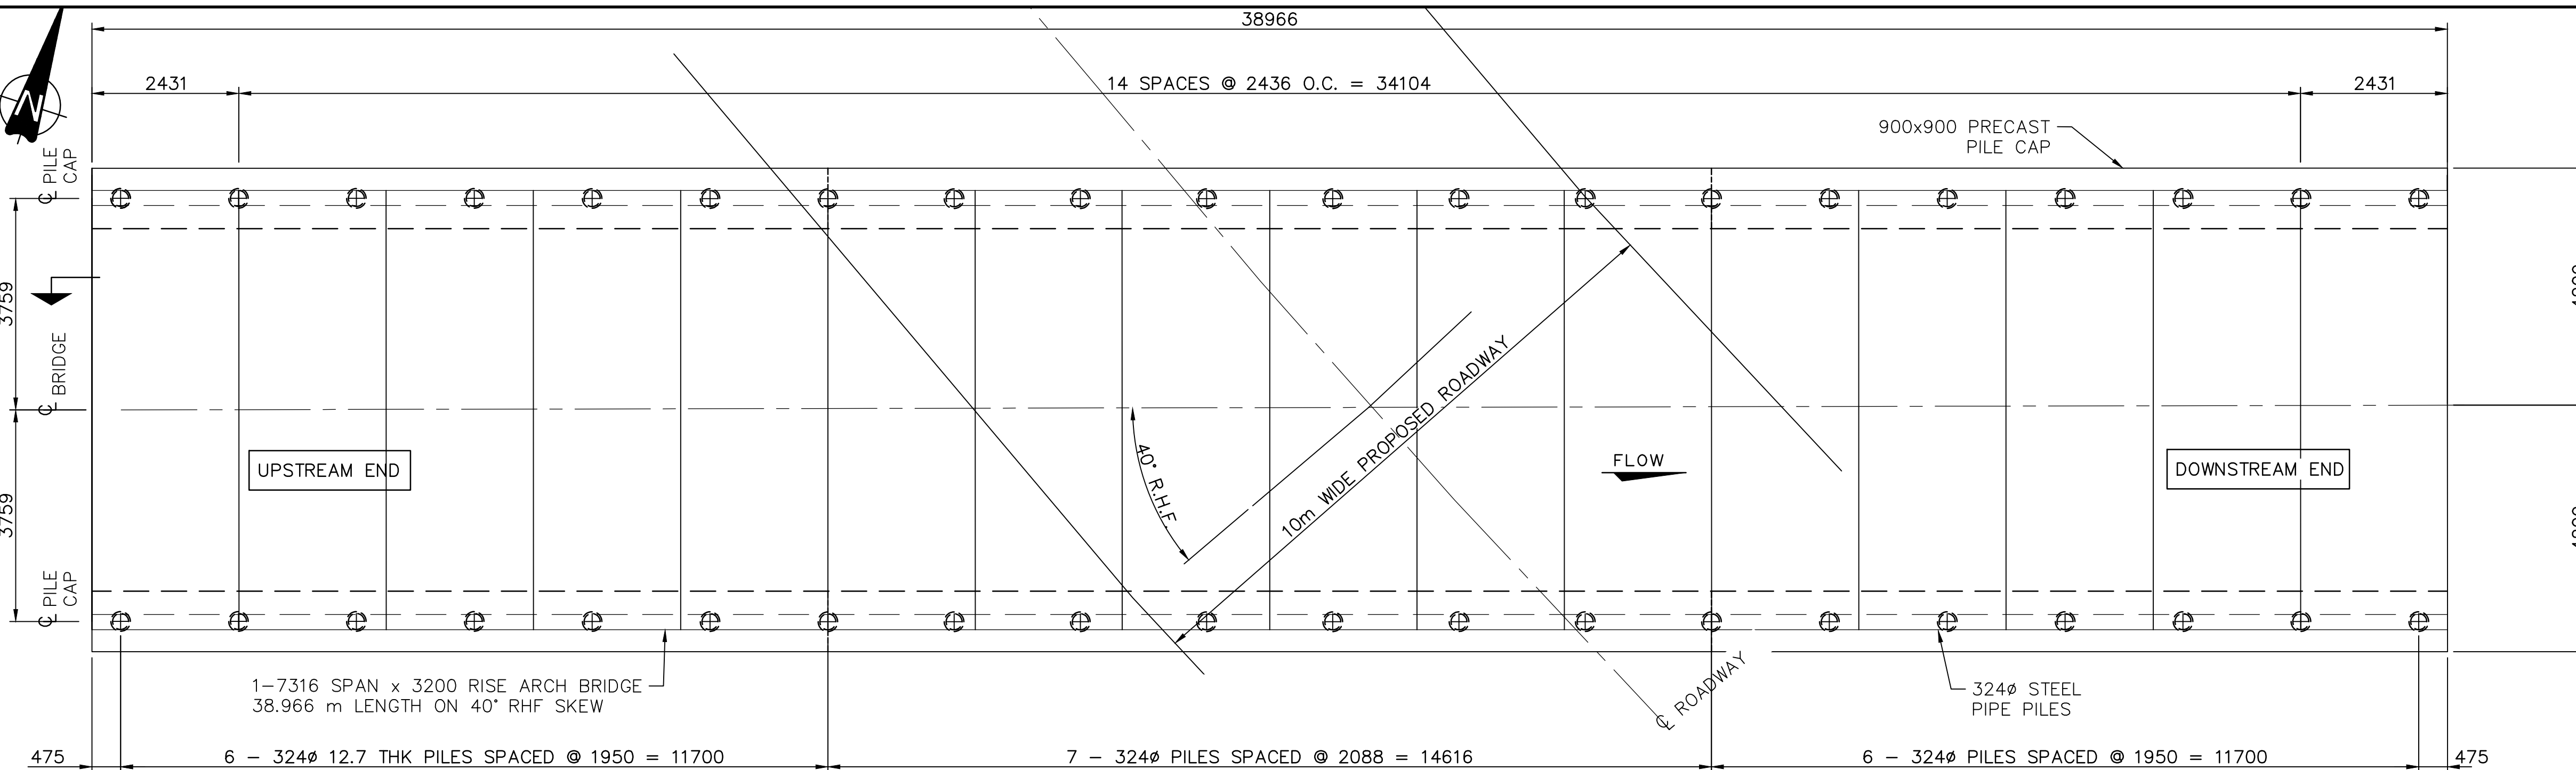 38966
2431
14 SPACES @ 2436 O.C. = 34104
2431
N
900x900 PRECAST
PILE CAP
℄ PILE
CAP
3759
℄ BRIDGE
3759
℄ PILE
CAP
UPSTREAM END
40° R.H.F.
10m WIDE PROPOSED ROADWAY
FLOW
DOWNSTREAM END
1-7316 SPAN x 3200 RISE ARCH BRIDGE
38.966 m LENGTH ON 40° RHF SKEW
℄ ROADWAY
324ø STEEL
PIPE PILES
475
6 - 324ø 12.7 THK PILES SPACED @ 1950 = 11700
7 - 324ø PILES SPACED @ 2088 = 14616
6 - 324ø PILES SPACED @ 1950 = 11700
475